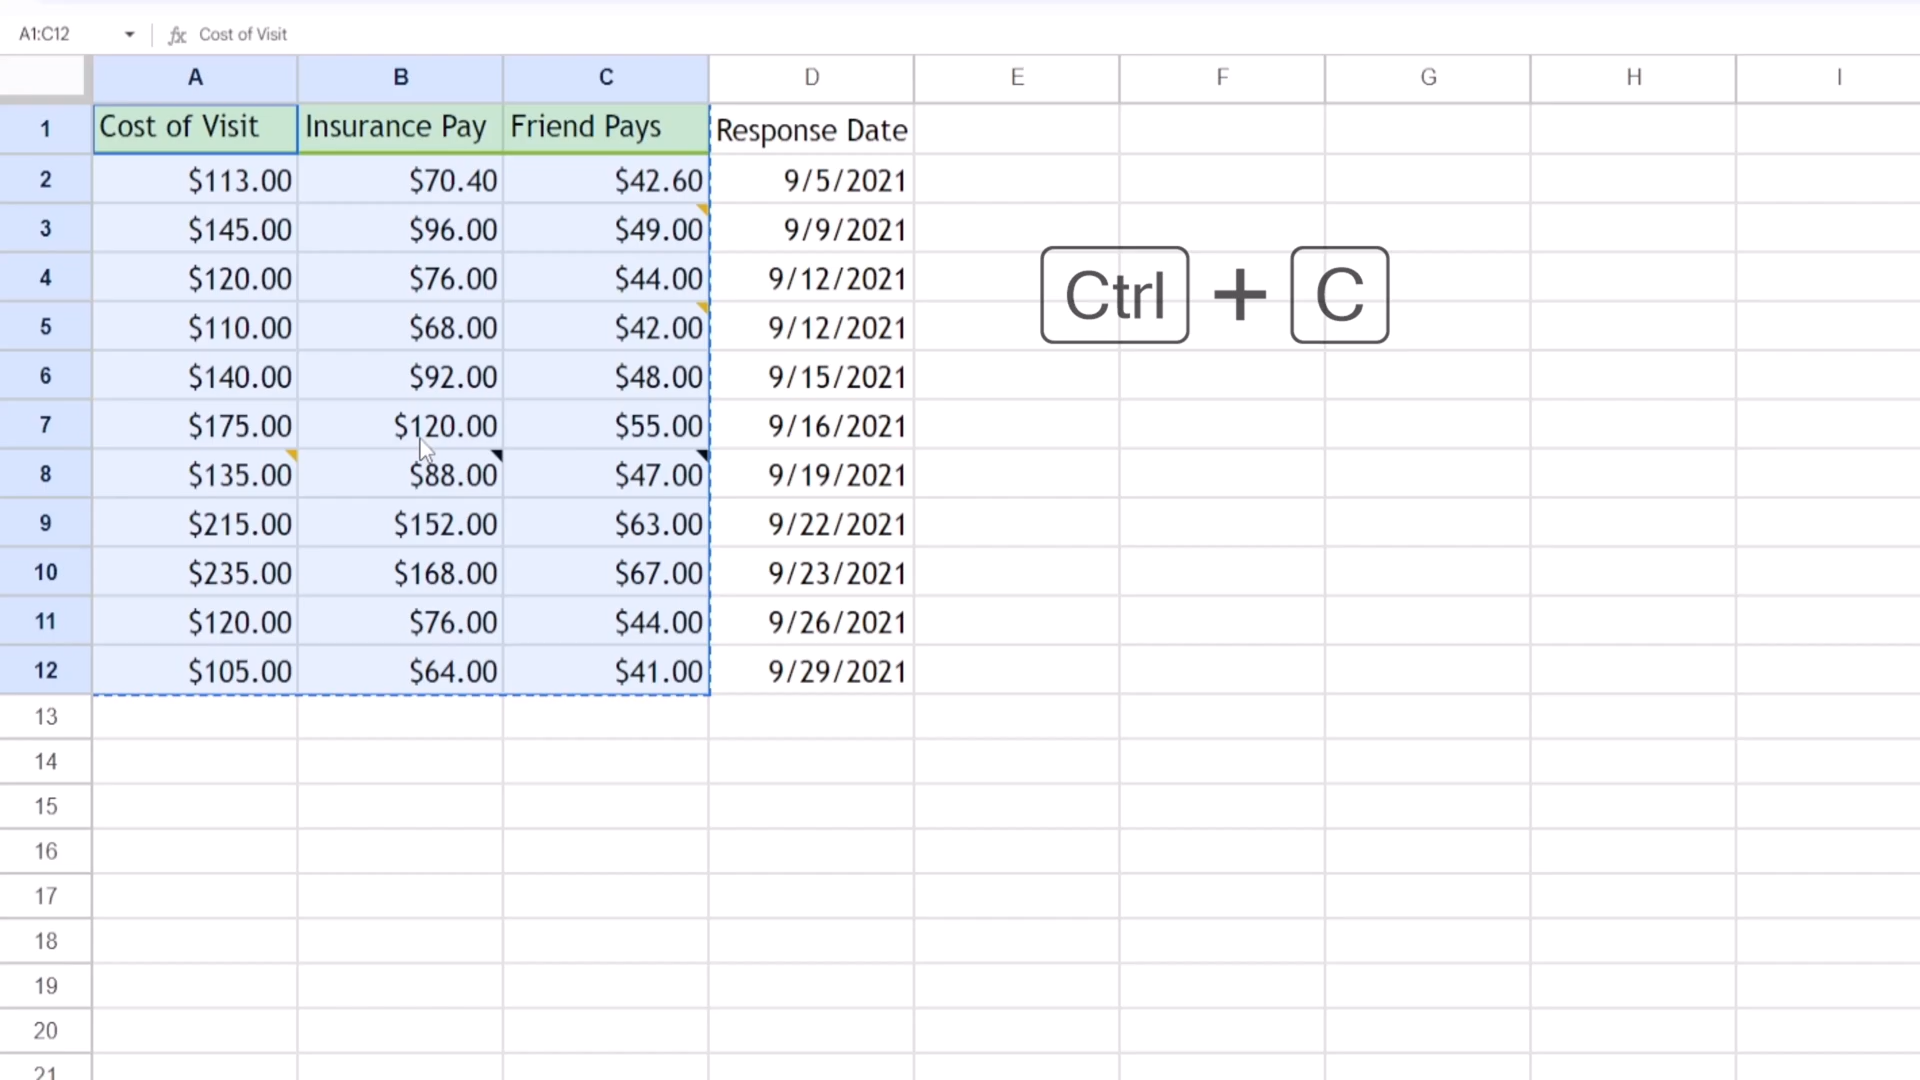 A1:C12 fx Cost of Visit
A B C D E F G H I
1 Cost of Visit Insurance Pay Friend Pays Response Date
2 $113.00 $70.40 $42.60 9/5/2021
3 $145.00 $96.00 $49.00 9/9/2021
4 $120.00 $76.00 $44.00 9/12/2021
Ctrl + C
5 $110.00 $68.00 $42.00 9/12/2021
6 $140.00 $92.00 $48.00 9/15/2021
7 $175.00 $120.00 $55.00 9/16/2021
8 $135.00 $88.00 $47.00 9/19/2021
9 $215.00 $152.00 $63.00 9/22/2021
10 $235.00 $168.00 $67.00 9/23/2021
11 $120.00 $76.00 $44.00 9/26/2021
12 $105.00 $64.00 $41.00 9/29/2021
13
14
15
16
17
18
19
20
21